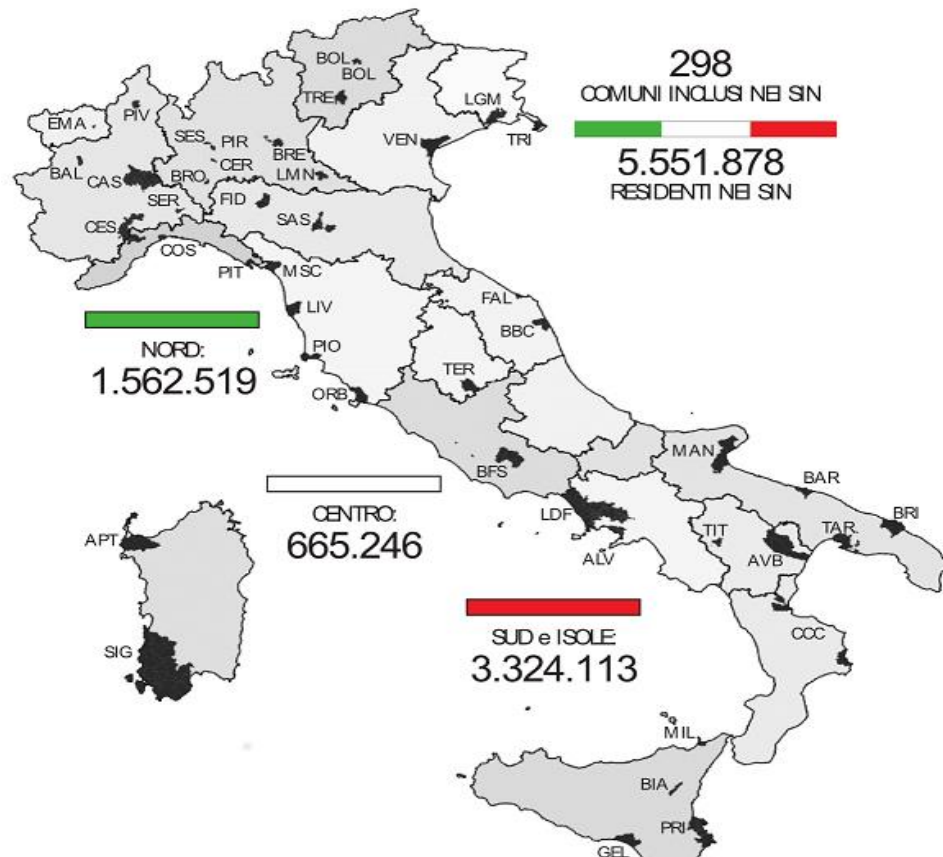 298
COMUNI INCLUSI NEI SIN
5.551.878
RESIDENTI NEI SIN
BOL
BOL
TRE
PIV
EMA
LGM
SES
PIR
VEN
TRI
BRE
BAL
CER
CAS
BRO
LMN
SER
FID
CES
SAS
COS
PIT
MSC
LIV
FAL
BBC
NORD:
1.562.519
PIO
TER
ORB
MAN
BFS
BAR
CENTRO:
665.246
LDF
BRI
TIT
TAR
APT
ALV
AVB
SUD e ISOLE:
3.324.113
CCC
SIG
MIL
BIA
PRI
GEL